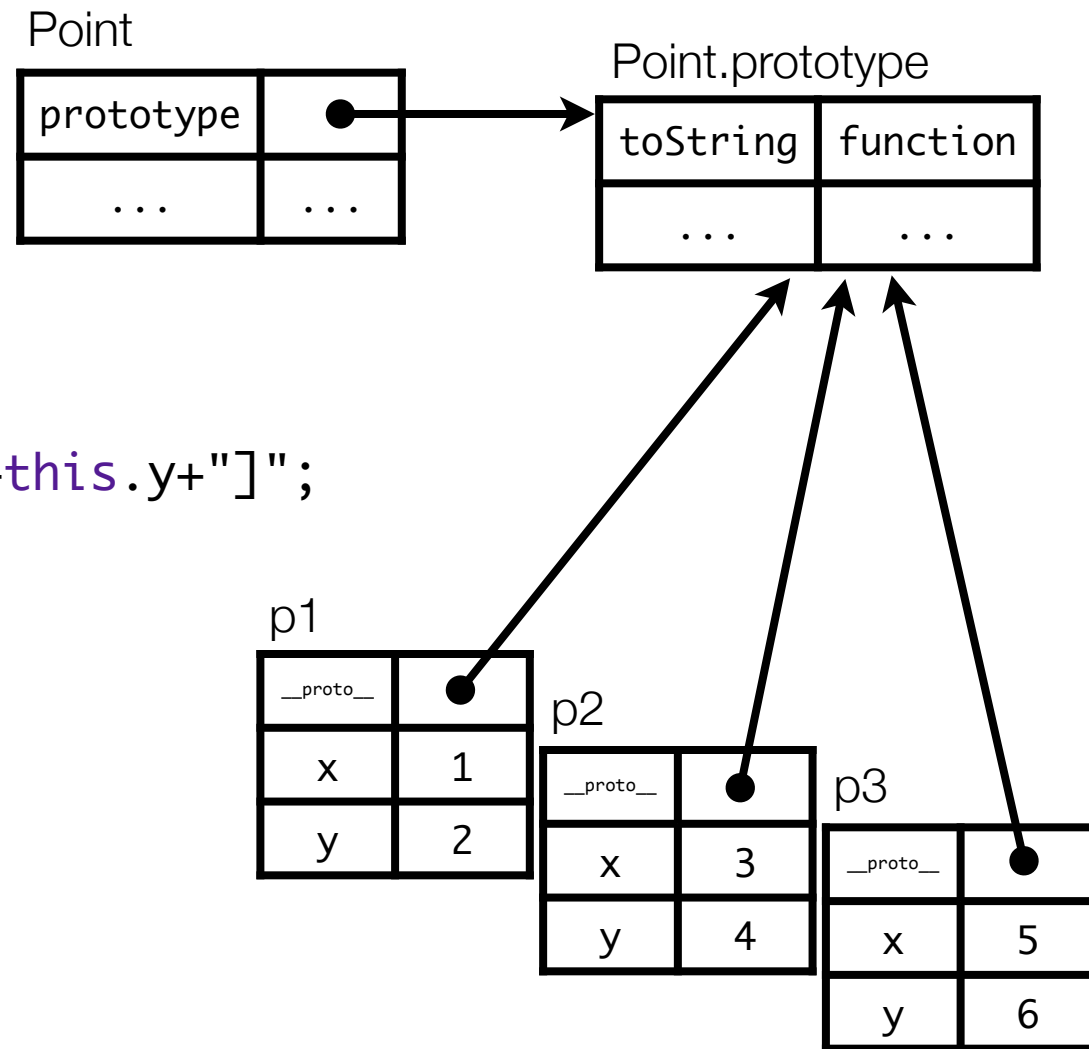 Point
prototype
... ...
Point.prototype
toString function
... ...
+this.y+"]";
p1
__proto__
x 1
y 2
p2
__proto__
x 3
y 4
p3
__proto__
x 5
y 6